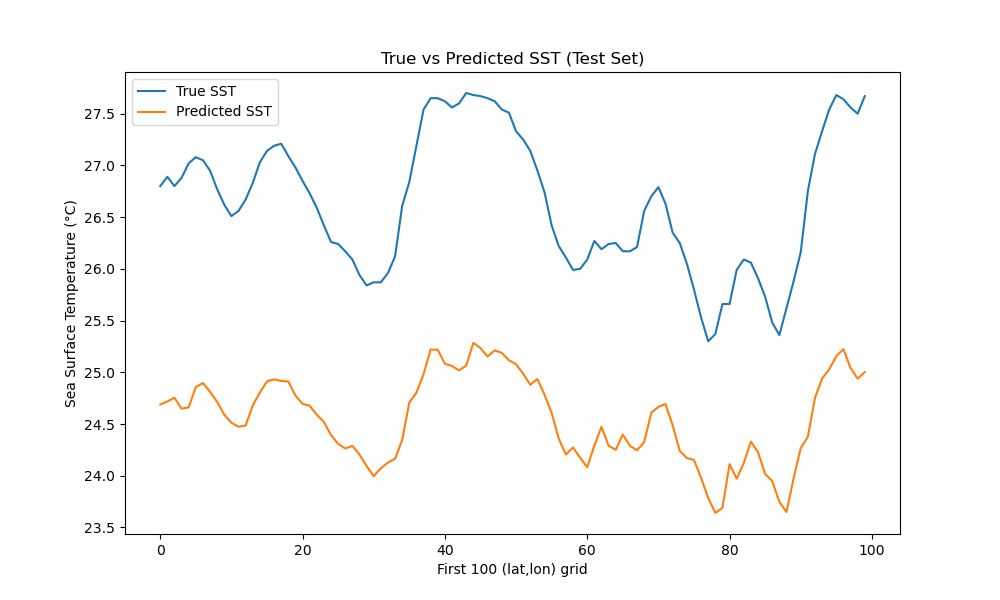 True vs Predicted SST (Test Set)
True SST
Predicted SST
Sea Surface Temperature (°C)
27.5
27.0
26.5
26.0
25.5
25.0
24.5
24.0
23.5
0 20 40 60 80 100
First 100 (lat,lon) grid